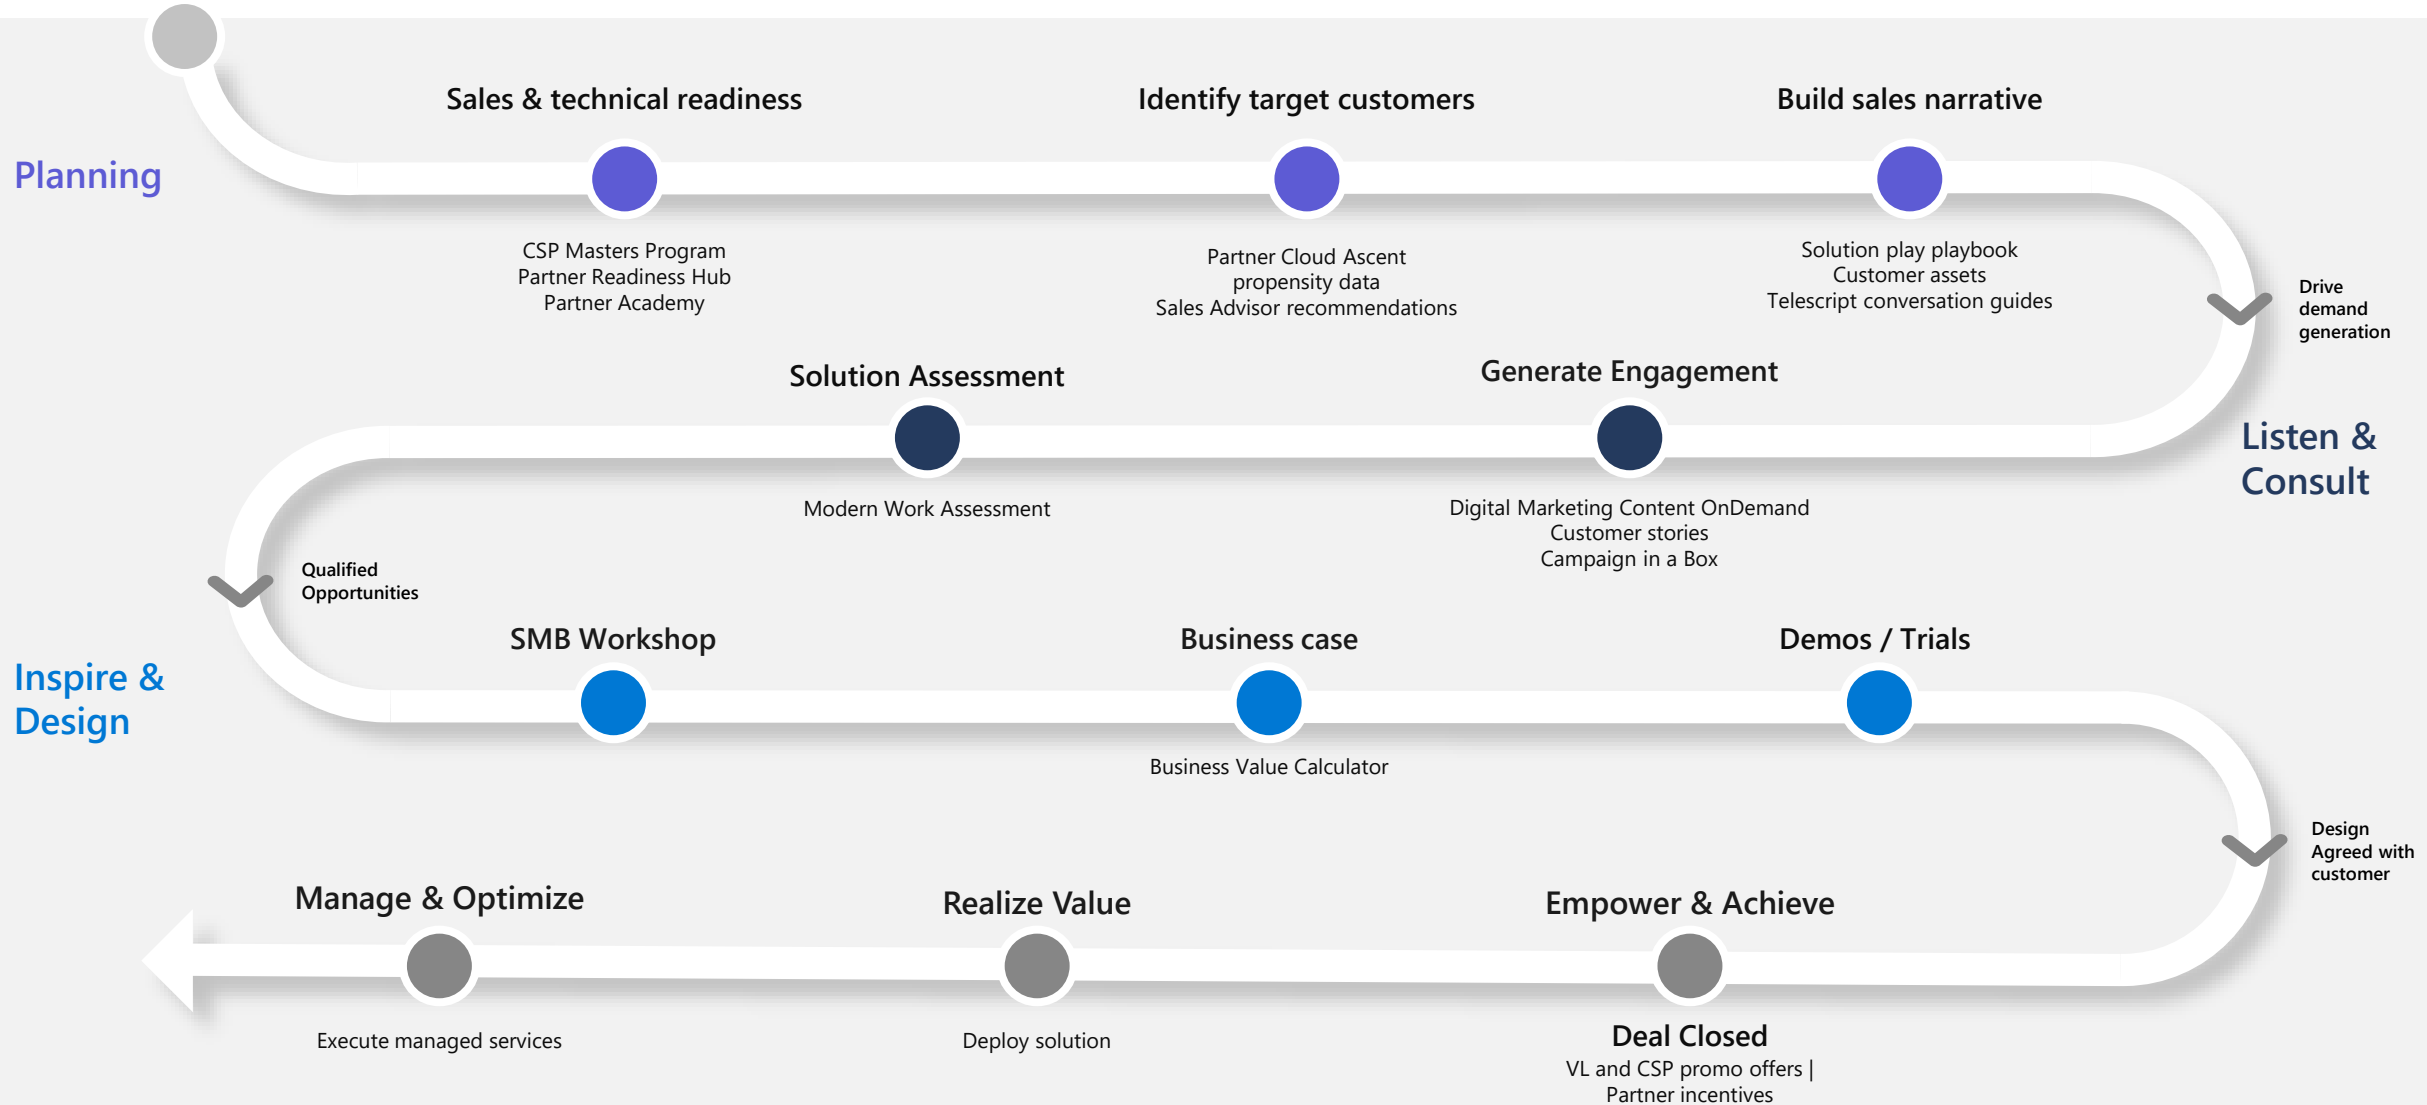 Sales & technical readiness
Identify target customers
Build sales narrative
Planning
CSP Masters Program
Partner Readiness Hub
Partner Academy
Partner Cloud Ascent
propensity data
Sales Advisor recommendations
Solution play playbook
Customer assets
Telescript conversation guides
Drive
demand
generation
Listen &
Consult
Generate Engagement
Digital Marketing Content OnDemand
Customer stories
Campaign in a Box
Solution Assessment
Modern Work Assessment
Qualified
Opportunities
Inspire &
Design
SMB Workshop
Business case
Business Value Calculator
Demos / Trials
Design
Agreed with
customer
Empower & Achieve
Deal Closed
VL and CSP promo offers |
Partner incentives
Realize Value
Deploy solution
Manage & Optimize
Execute managed services